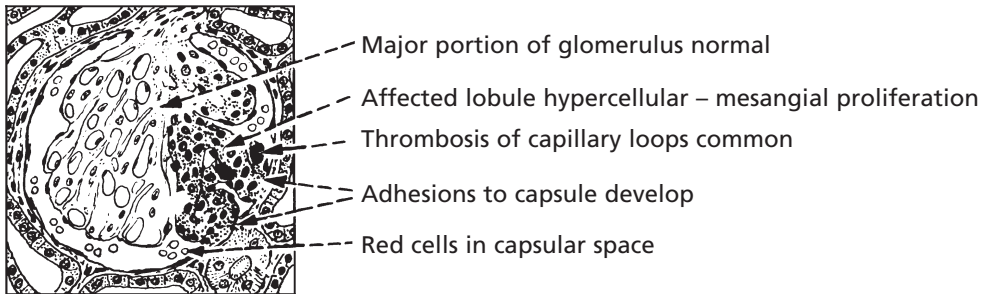 Major portion of glomerulus normal
Affected lobule hypercellular – mesangial proliferation
Thrombosis of capillary loops common
Adhesions to capsule develop
Red cells in capsular space